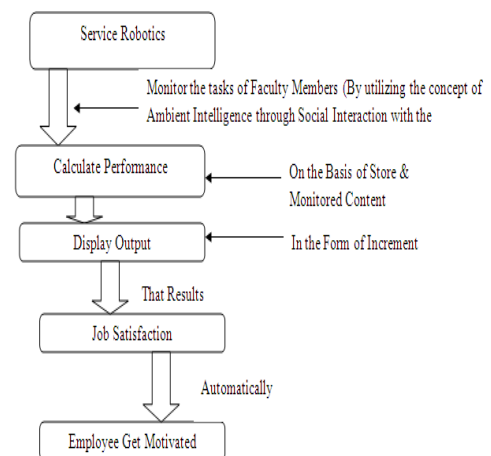 Service Robotics
Monitor the tasks of Faculty Members (By utilizing the concept of
Ambient Intelligence through Social Interaction with the
Calculate Performance
On the Basis of Store &
Monitored Content
Display Output
In the Form of Increment
That Results
Job Satisfaction
Automatically
Employee Get Motivated